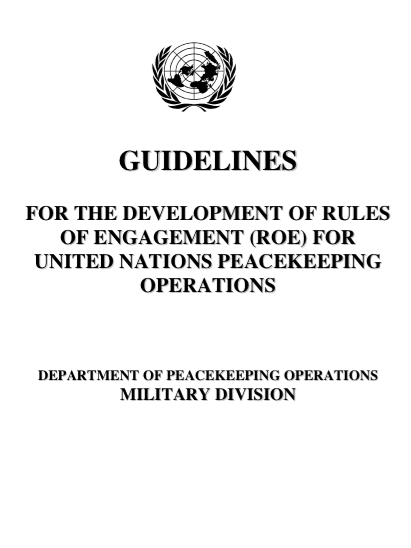 GUIDELINES
FOR THE DEVELOPMENT OF RULES
OF ENGAGEMENT (ROE) FOR
UNITED NATIONS PEACEKEEPING
OPERATIONS
DEPARTMENT OF PEACEKEEPING OPERATIONS
MILITARY DIVISION